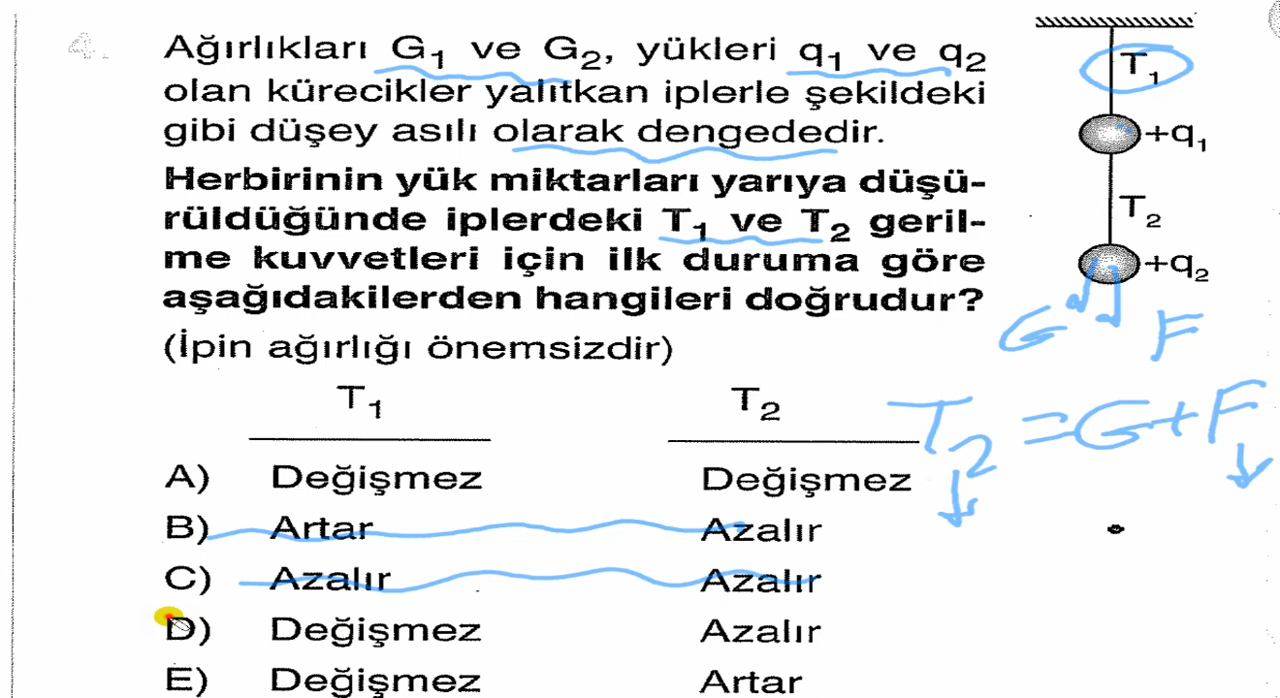 4.
Ağırlıkları G₁ ve G₂, yükleri q₁ ve q₂
olan kürecikler yalıtkan iplerle şekildeki
gibi düşey asılı olarak dengededir.
Herbirinin yük miktarları yarıya düşü-
rüldüğünde iplerdeki T₁ ve T₂ geril-
me kuvvetleri için ilk duruma göre
aşağıdakilerden hangileri doğrudur?
(İpin ağırlığı önemsizdir)
T₁ T₂
A) Değişmez Değişmez
B) Artar Azalır
C) Azalır Azalır
D) Değişmez Azalır
E) Değişmez Artar
T₁
+q₁
T₂
+q₂
G F
T₂ = G + F